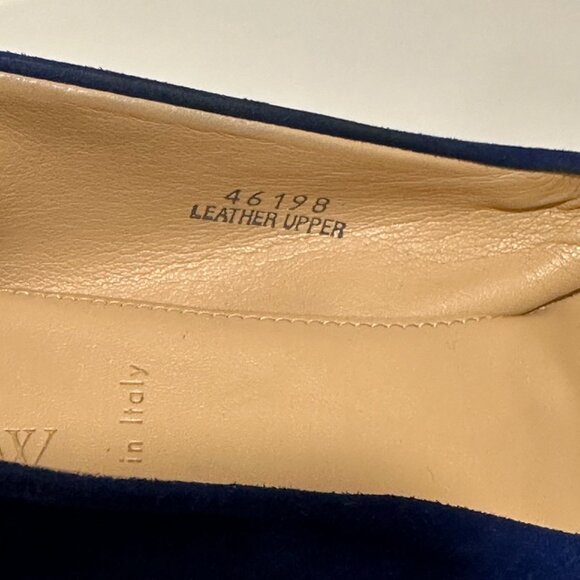 46198
LEATHER UPPER
in Italy